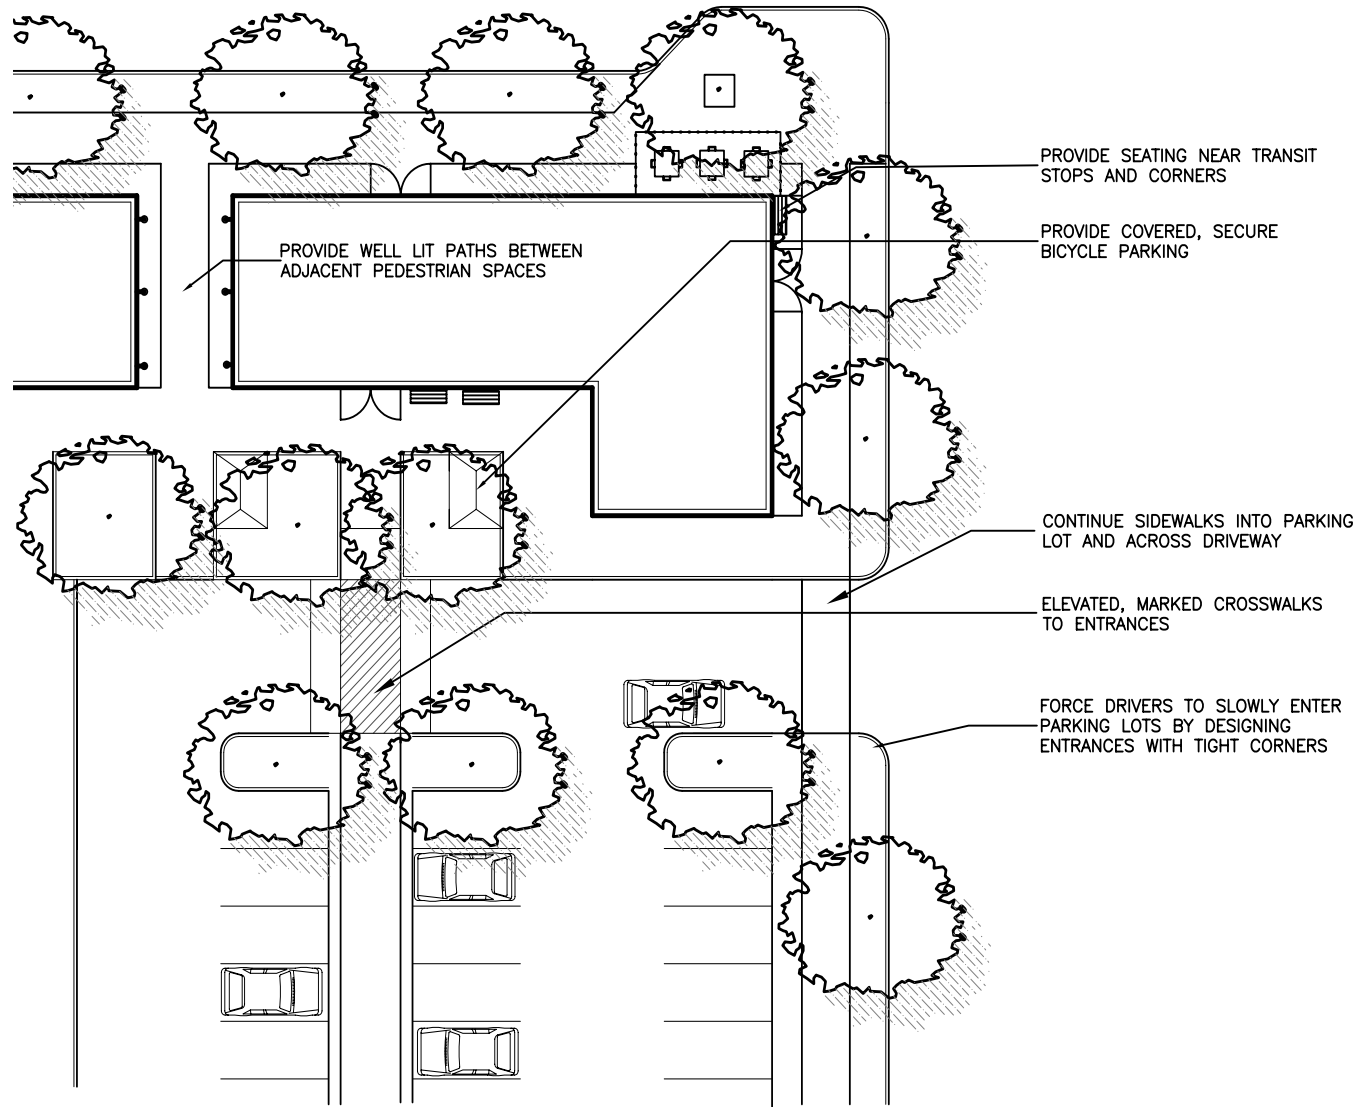 PROVIDE SEATING NEAR TRANSIT
STOPS AND CORNERS
PROVIDE COVERED, SECURE
BICYCLE PARKING
PROVIDE WELL LIT PATHS BETWEEN
ADJACENT PEDESTRIAN SPACES
CONTINUE SIDEWALKS INTO PARKING
LOT AND ACROSS DRIVEWAY
ELEVATED, MARKED CROSSWALKS
TO ENTRANCES
FORCE DRIVERS TO SLOWLY ENTER
PARKING LOTS BY DESIGNING
ENTRANCES WITH TIGHT CORNERS